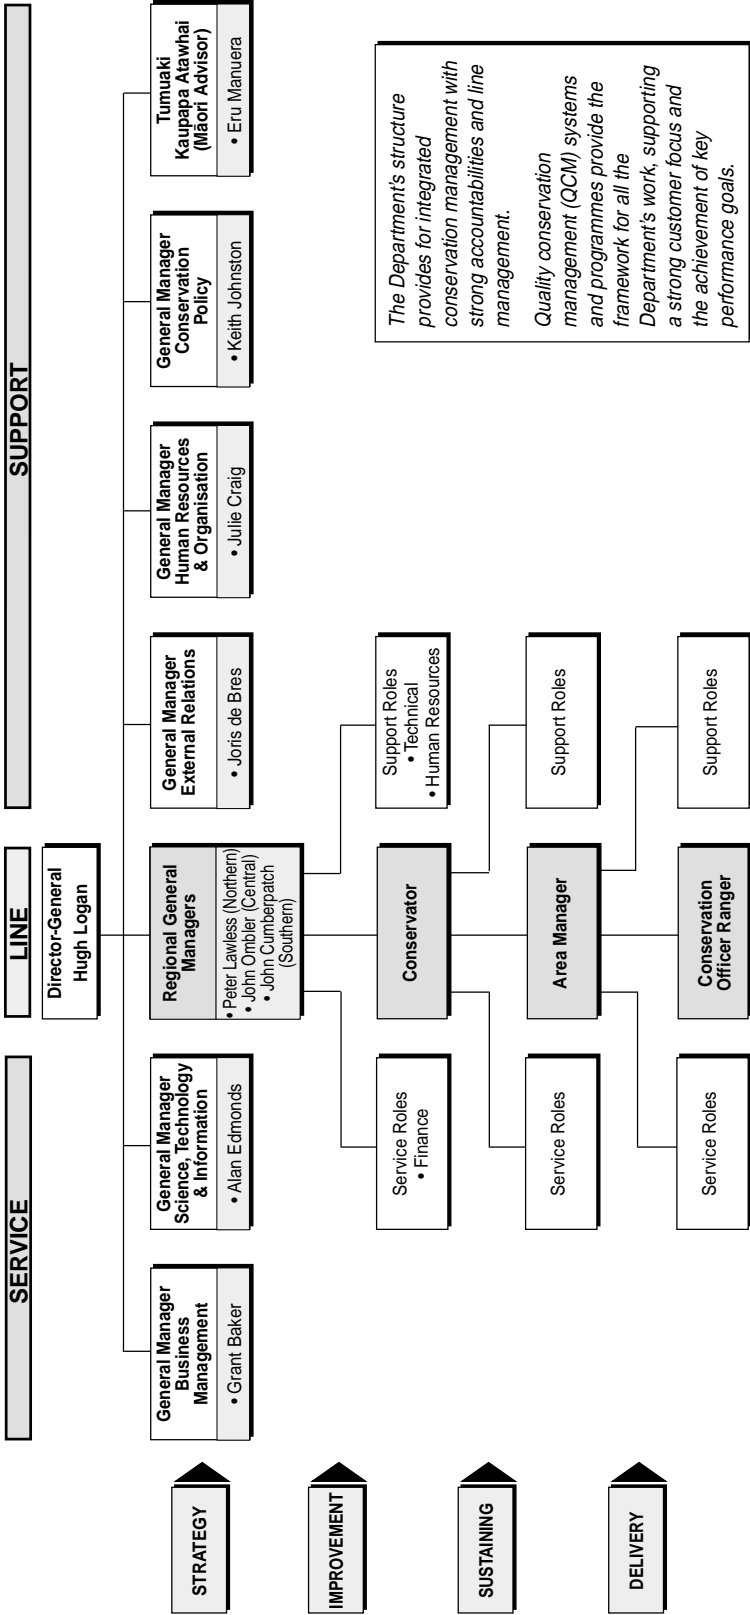 SERVICE
LINE
SUPPORT
Director-General
Hugh Logan
STRATEGY
General Manager
Business
Management
• Grant Baker
General Manager
Science, Technology
& Information
• Alan Edmonds
Regional General
Managers
• Peter Lawless (Northern)
• John Ombler (Central)
• John Cumberpatch
(Southern)
General Manager
External Relations
• Joris de Bres
General Manager
Human Resources
& Organisation
• Julie Craig
General Manager
Conservation
Policy
• Keith Johnston
Tumuaki
Kaupapa Atawhai
(Māori Advisor)
• Eru Manuera
IMPROVEMENT
Service Roles
• Finance
Conservator
Support Roles
• Technical
• Human Resources
SUSTAINING
Service Roles
Area Manager
Support Roles
DELIVERY
Service Roles
Conservation
Officer Ranger
Support Roles
The Department's structure
provides for integrated
conservation management with
strong accountabilities and line
management.
Quality conservation
management (QCM) systems
and programmes provide the
framework for all the
Department's work, supporting
a strong customer focus and
the achievement of key
performance goals.